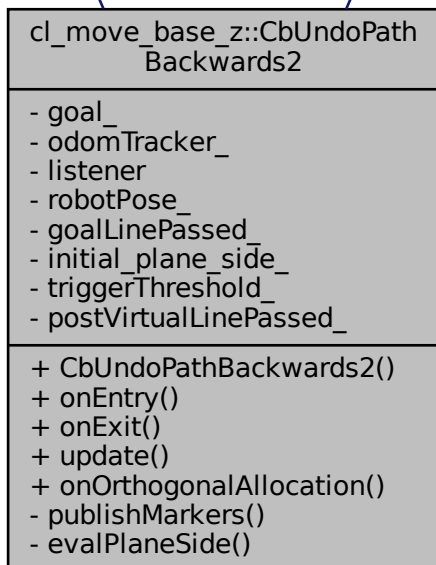 cl_move_base_z::CbUndoPath
Backwards2
- goal_
- odomTracker_
- listener
- robotPose_
- goalLinePassed_
- initial_plane_side_
- triggerThreshold_
- postVirtualLinePassed_
+ CbUndoPathBackwards2()
+ onEntry()
+ onExit()
+ update()
+ onOrthogonalAllocation()
- publishMarkers()
- evalPlaneSide()